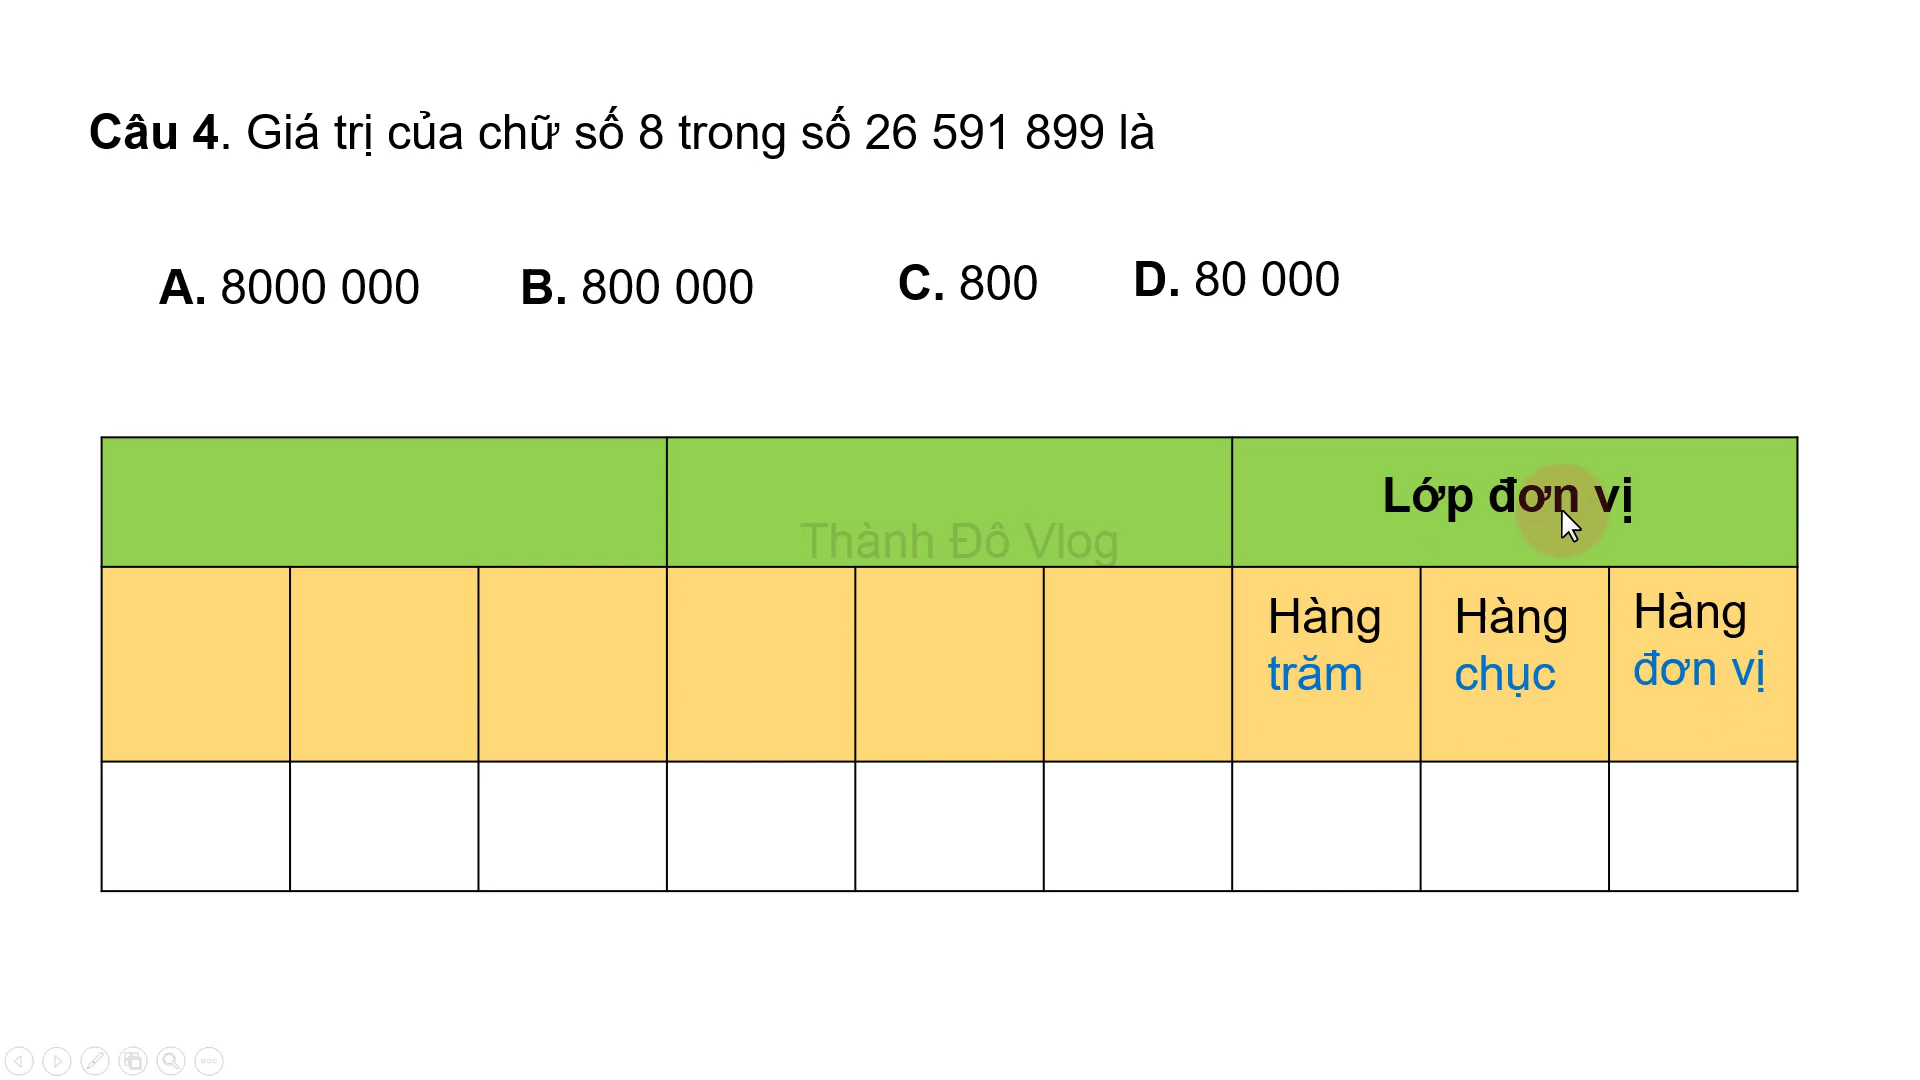 Câu 4. Giá trị của chữ số 8 trong số 26 591 899 là
A. 8000 000 B. 800 000 C. 800 D. 80 000
Lớp đơn vị
Thành Đô Vlog
Hàng trăm
Hàng chục
Hàng đơn vị